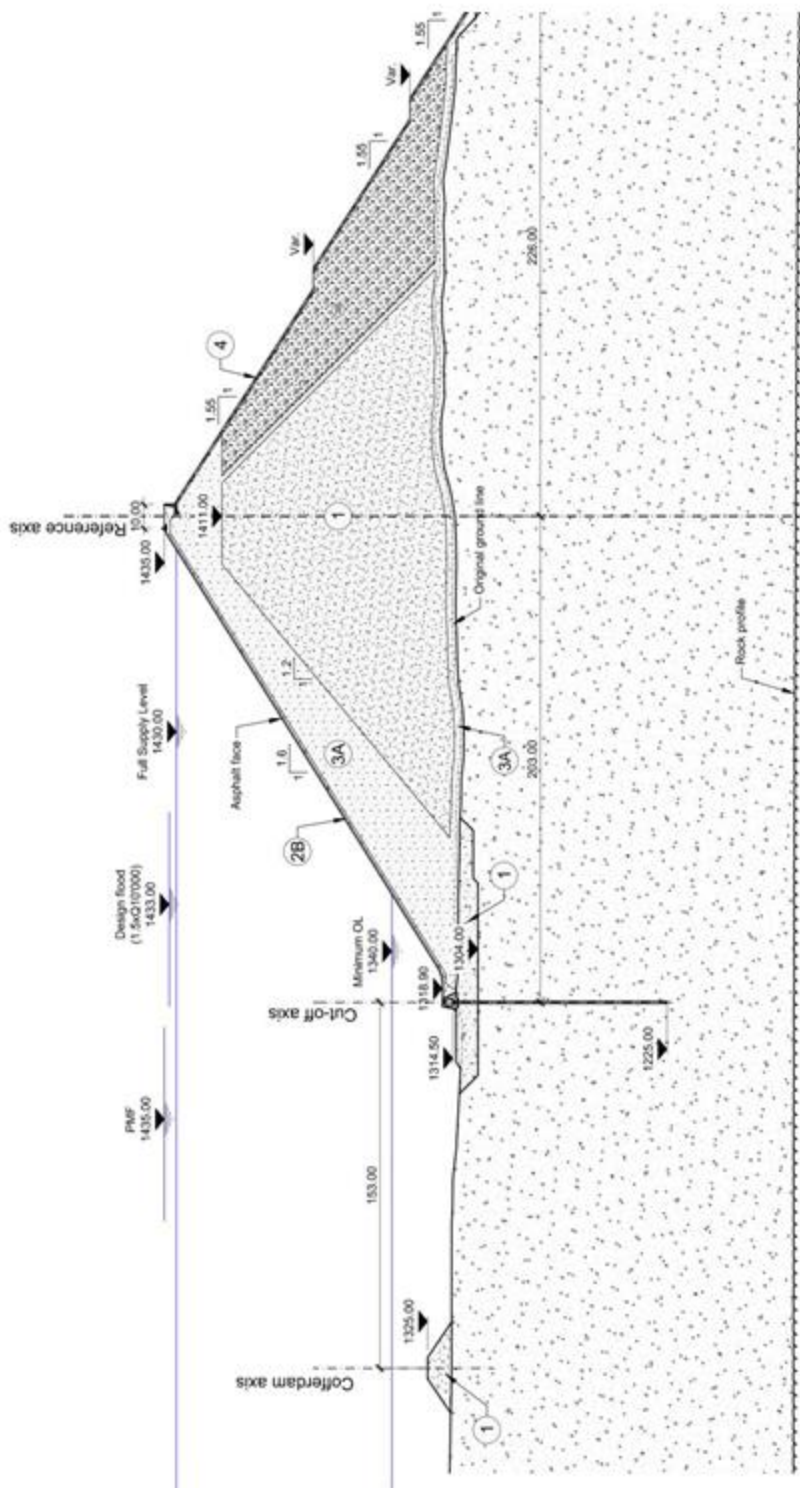 Reference axis
10.00
1435.00
1411.00
Full Supply Level
1430.00
Design flood
(1.5xQ10'000)
1433.00
PMF
1435.00
Minimum OL
1340.00
Asphalt face
1.6
1
1.2
1
2B
3A
1
4
1.55
1
Var.
1.55
1
Var.
1.55
1
Cofferdam axis
1325.00
1
153.00
Cut-off axis
1318.90
1314.50
1304.00
1
1225.00
3A
203.00
Original ground line
226.00
Rock profile